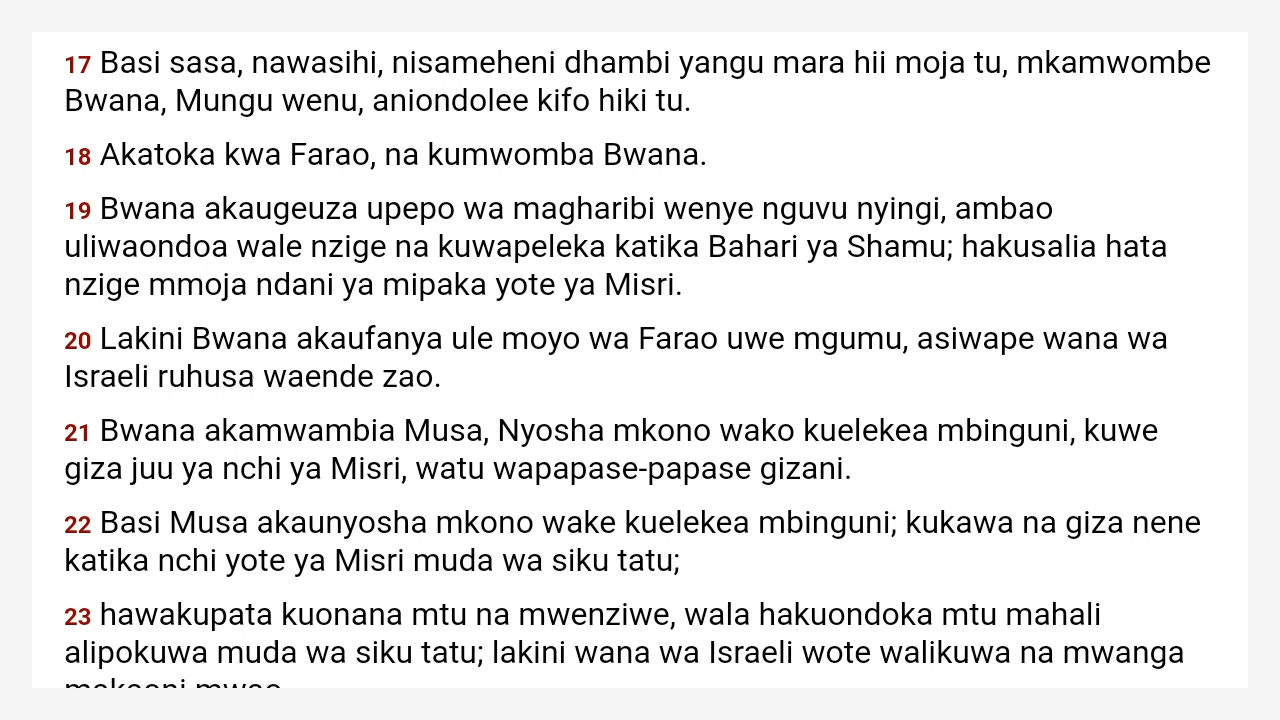 17 Basi sasa, nawasihi, nisameheni dhambi yangu mara hii moja tu, mkamwombe
Bwana, Mungu wenu, aniondolee kifo hiki tu.
18 Akatoka kwa Farao, na kumwomba Bwana.
19 Bwana akaugeuza upepo wa magharibi wenye nguvu nyingi, ambao
uliwaondoa wale nzige na kuwapeleka katika Bahari ya Shamu; hakusalia hata
nzige mmoja ndani ya mipaka yote ya Misri.
20 Lakini Bwana akaufanya ule moyo wa Farao uwe mgumu, asiwape wana wa
Israeli ruhusa waende zao.
21 Bwana akamwambia Musa, Nyosha mkono wako kuelekea mbinguni, kuwe
giza juu ya nchi ya Misri, watu wapapase-papase gizani.
22 Basi Musa akaunyosha mkono wake kuelekea mbinguni; kukawa na giza nene
katika nchi yote ya Misri muda wa siku tatu;
23 hawakupata kuonana mtu na mwenziwe, wala hakuondoka mtu mahali
alipokuwa muda wa siku tatu; lakini wana wa Israeli wote walikuwa na mwanga